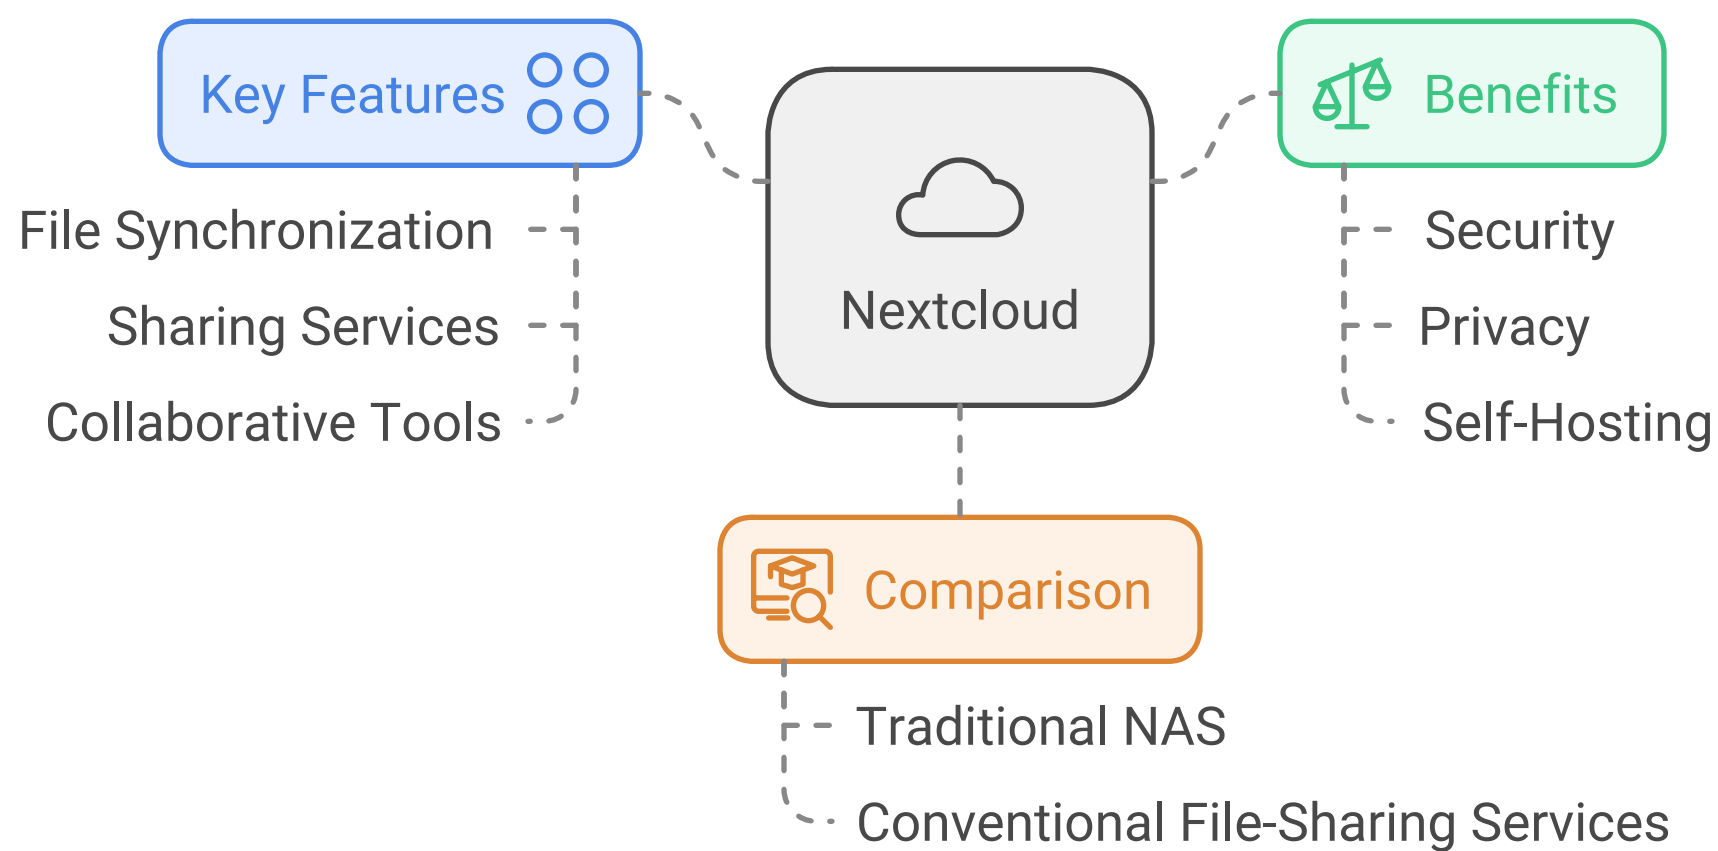 Key Features
File Synchronization
Sharing Services
Collaborative Tools
Nextcloud
Benefits
Security
Privacy
Self-Hosting
Comparison
Traditional NAS
Conventional File-Sharing Services